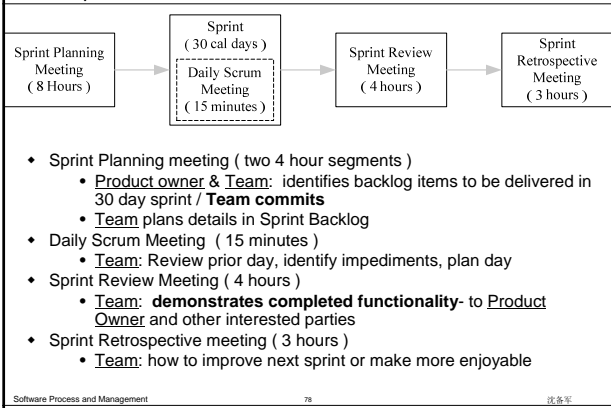 Sprint Planning
Meeting
( 8 Hours )
Sprint
( 30 cal days )
Daily Scrum
Meeting
( 15 minutes )
Sprint Review
Meeting
( 4 hours )
Sprint
Retrospective
Meeting
( 3 hours )
Sprint Planning meeting ( two 4 hour segments )
Product owner & Team: identifies backlog items to be delivered in
30 day sprint / Team commits
Team plans details in Sprint Backlog
Daily Scrum Meeting ( 15 minutes )
Team: Review prior day, identify impediments, plan day
Sprint Review Meeting ( 4 hours )
Team: demonstrates completed functionality- to Product
Owner and other interested parties
Sprint Retrospective meeting ( 3 hours )
Team: how to improve next sprint or make more enjoyable
Software Process and Management 78 沈备军